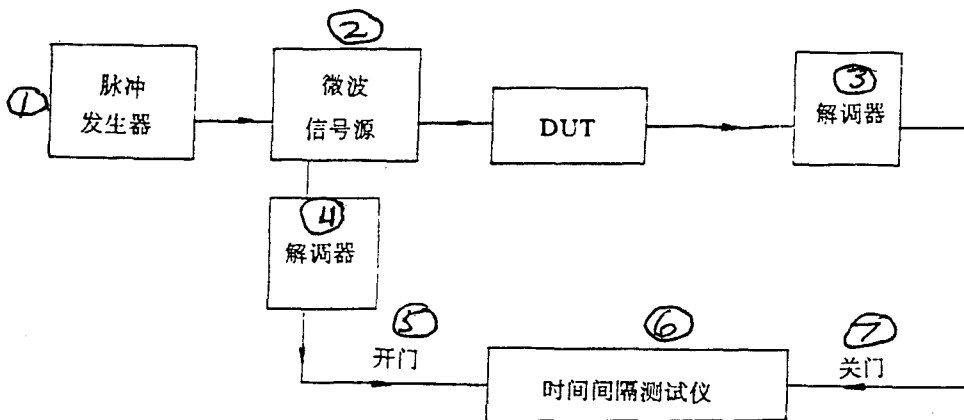 ②
① 脉冲
发生器
微波
信号源
DUT
③
解调器
④
解调器
⑤
开门
⑥
时间间隔测试仪
⑦
关门